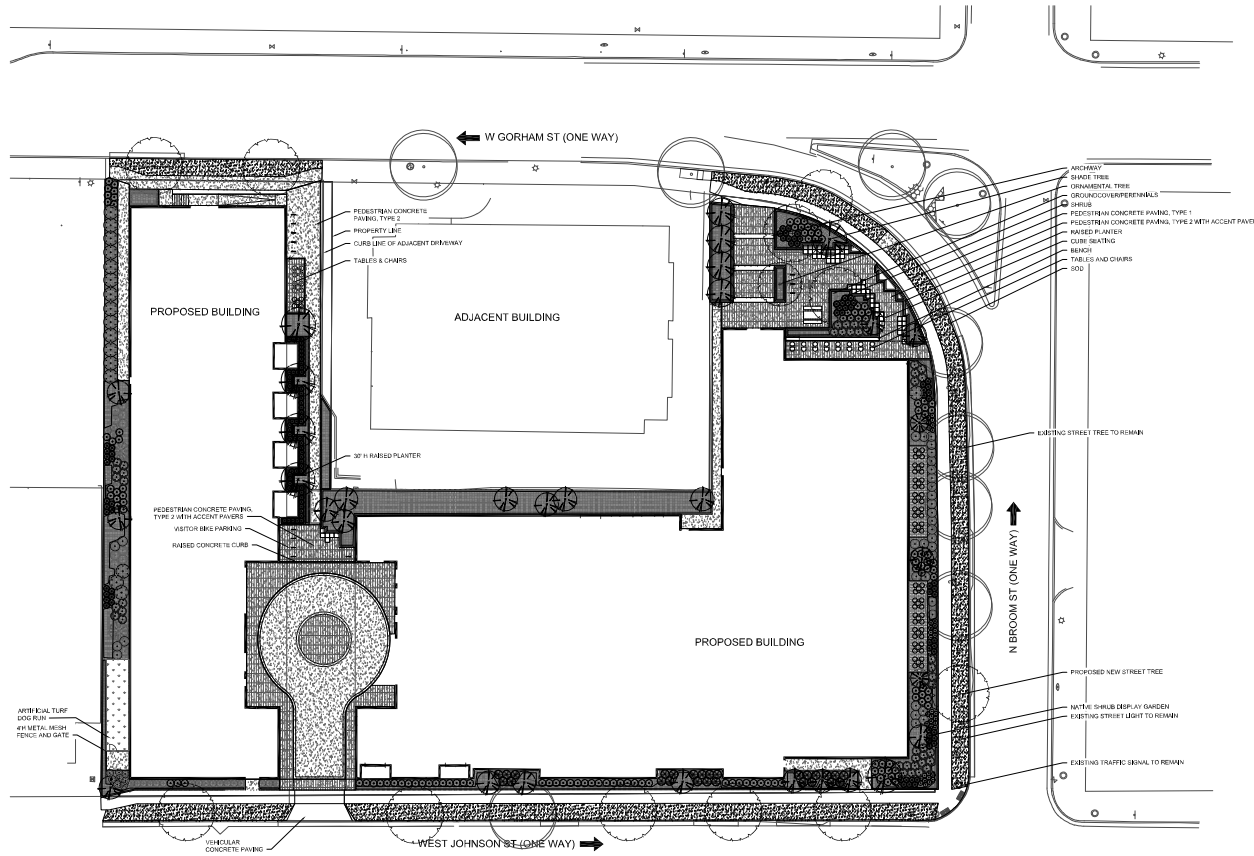 W GORHAM ST (ONE WAY)
ARCHWAY
SHADE TREE
ORNAMENTAL TREE
GROUNDCOVER/PERENNIALS
SHRUB
PEDESTRIAN CONCRETE PAVING, TYPE 1
PEDESTRIAN CONCRETE PAVING, TYPE 2 WITH ACCENT PAVE
RAISED PLANTER
CUBE SEATING
BENCH
TABLES AND CHAIRS
SOD
PEDESTRIAN CONCRETE
PAVING, TYPE 2
PROPERTY LINE
CURB LINE OF ADJACENT DRIVEWAY
TABLES & CHAIRS
PROPOSED BUILDING
ADJACENT BUILDING
EXISTING STREET TREE TO REMAIN
30" H RAISED PLANTER
PEDESTRIAN CONCRETE PAVING,
TYPE 2 WITH ACCENT PAVERS
VISITOR BIKE PARKING
RAISED CONCRETE CURB
N BROOM ST (ONE WAY)
PROPOSED BUILDING
PROPOSED NEW STREET TREE
ARTIFICIAL TURF
DOG RUN
4'H METAL MESH
FENCE AND GATE
NATIVE SHRUB DISPLAY GARDEN
EXISTING STREET LIGHT TO REMAIN
EXISTING TRAFFIC SIGNAL TO REMAIN
VEHICULAR
CONCRETE PAVING
WEST JOHNSON ST (ONE WAY)